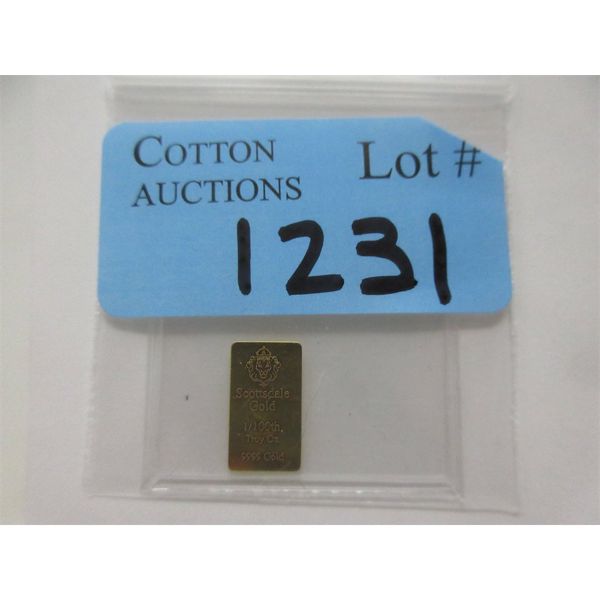 COTTON AUCTIONS
Lot #
1231
Scottsdale
Gold
1/100th,
Troy Oz
.9999 Gold